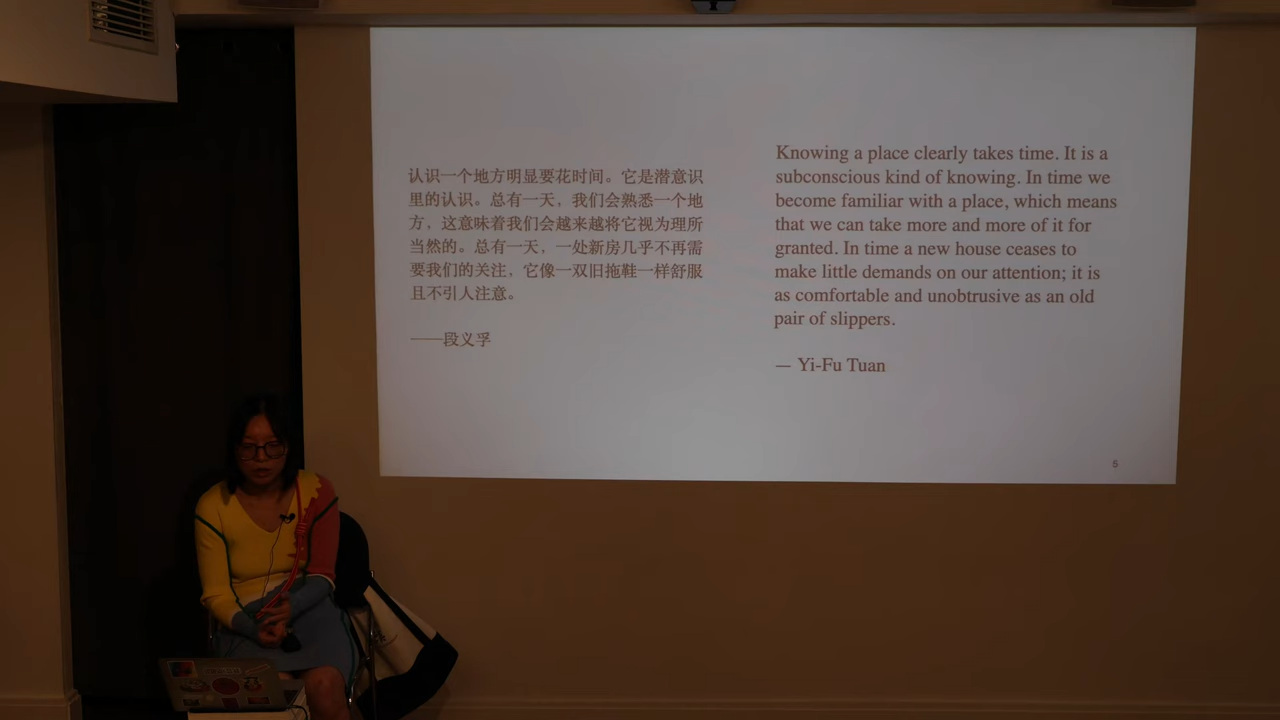 认识一个地方明显要花时间。它是潜意识
里的认识。总有一天，我们会熟悉一个地
方，这意味着我们会越来越将它视为理所
当然的。总有一天，一处新房几乎不再需
要我们的关注，它像一双旧拖鞋一样舒服
且不引人注意。
——段义孚
Knowing a place clearly takes time. It is a
subconscious kind of knowing. In time we
become familiar with a place, which means
that we can take more and more of it for
granted. In time a new house ceases to
make little demands on our attention; it is
as comfortable and unobtrusive as an old
pair of slippers.
— Yi-Fu Tuan
5